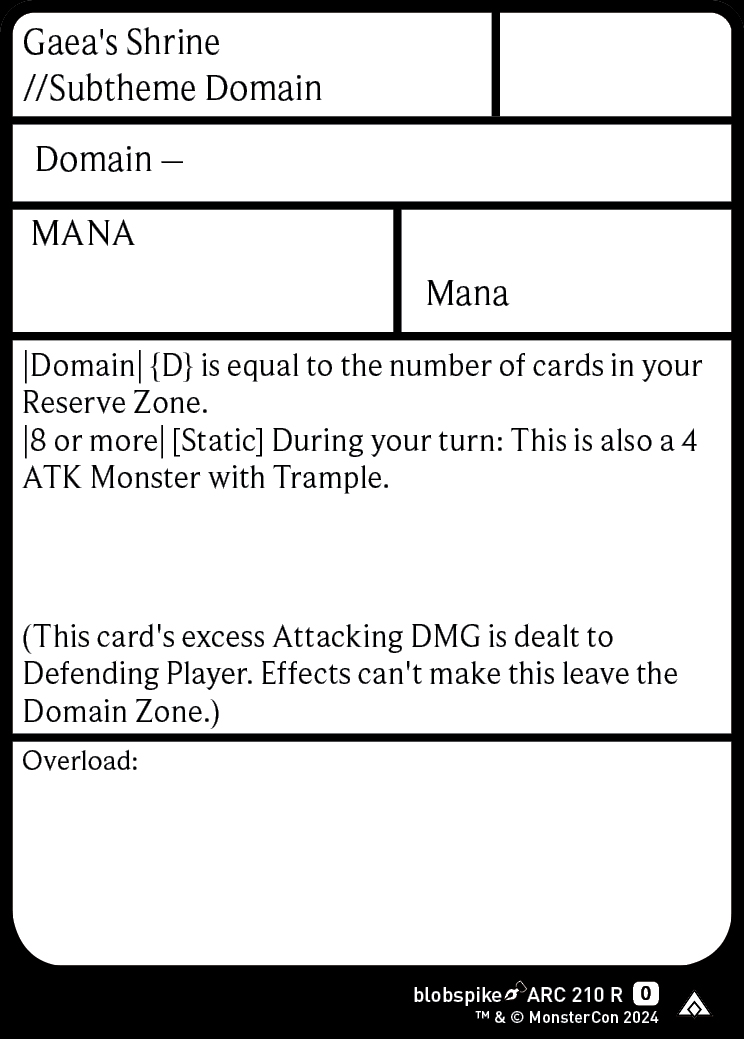 Gaea's Shrine
//Subtheme Domain
Domain –
MANA
Mana
|Domain| {D} is equal to the number of cards in your
Reserve Zone.
|8 or more| [Static] During your turn: This is also a 4
ATK Monster with Trample.
(This card's excess Attacking DMG is dealt to
Defending Player. Effects can't make this leave the
Domain Zone.)
Overload:
blobspike ARC 210 R 0
™ & © MonsterCon 2024